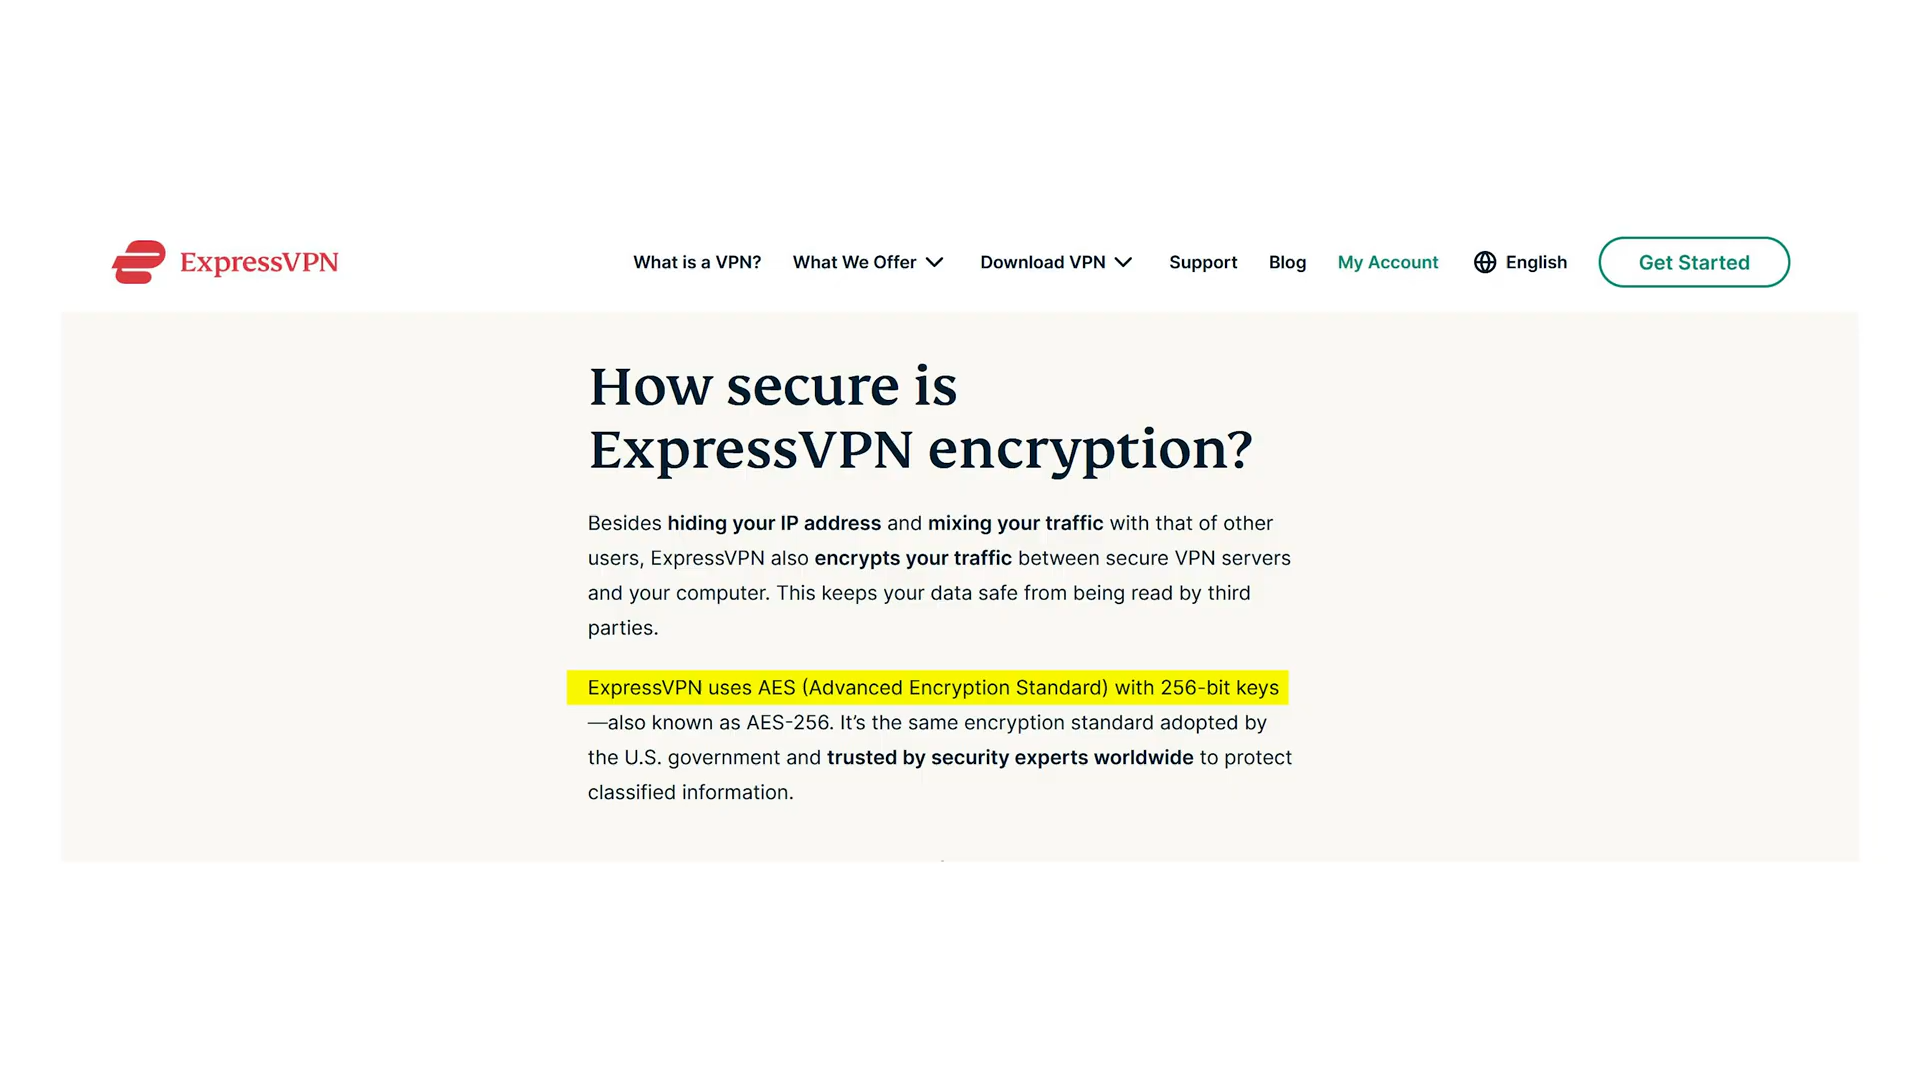 ExpressVPN
What is a VPN? What We Offer Download VPN Support Blog My Account English Get Started
How secure is
ExpressVPN encryption?
Besides hiding your IP address and mixing your traffic with that of other
users, ExpressVPN also encrypts your traffic between secure VPN servers
and your computer. This keeps your data safe from being read by third
parties.
ExpressVPN uses AES (Advanced Encryption Standard) with 256-bit keys
—also known as AES-256. It’s the same encryption standard adopted by
the U.S. government and trusted by security experts worldwide to protect
classified information.